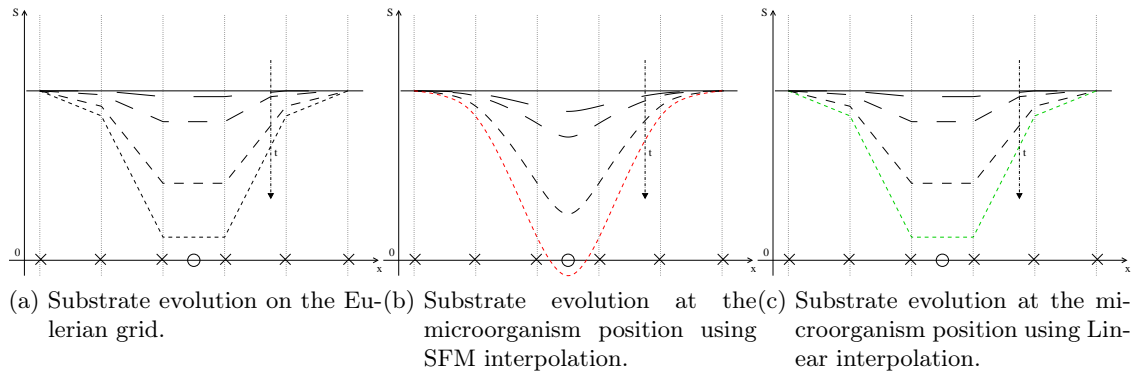 S
t
0
x
S
t
0
x
S
t
0
x
(a) Substrate evolution on the Eu-
lerian grid.
(b) Substrate evolution at the
microorganism position using
SFM interpolation.
(c) Substrate evolution at the mi-
croorganism position using Lin-
ear interpolation.